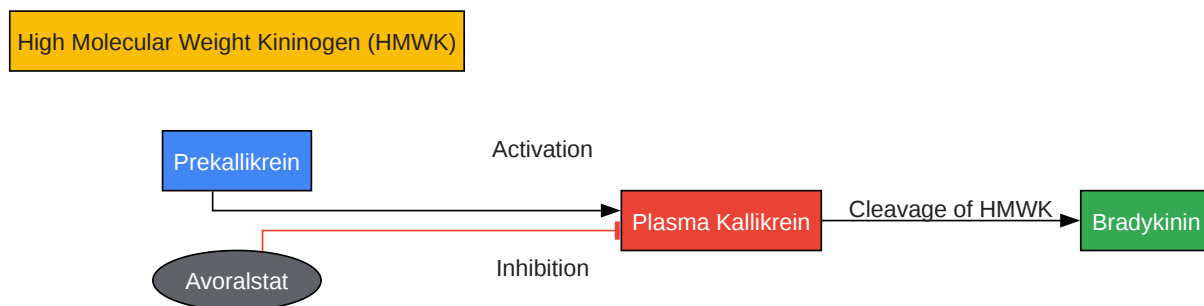 High Molecular Weight Kininogen (HMWK)
Prekallikrein
Activation
Plasma Kallikrein
Cleavage of HMWK
Bradykinin
Inhibition
Avoralstat